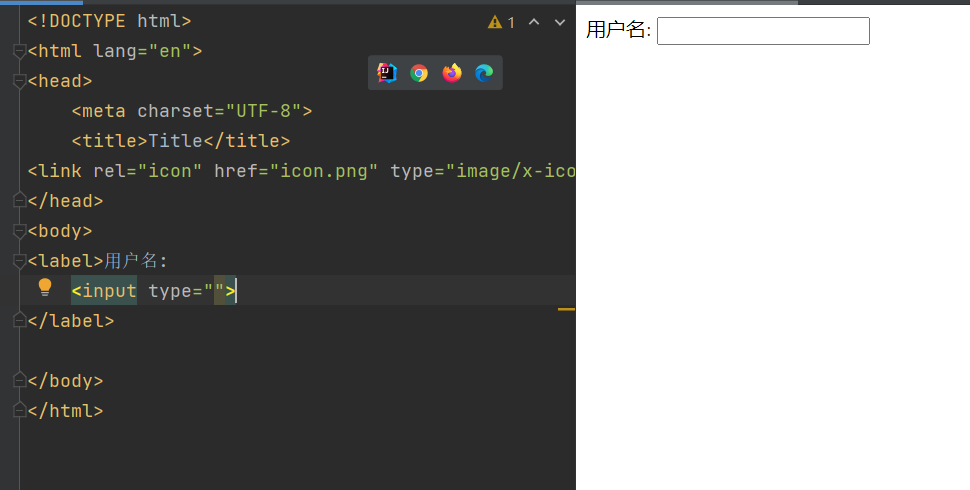 <!DOCTYPE html>
1
<html lang="en">
<head>
<meta charset="UTF-8">
<title>Title</title>
<link rel="icon" href="icon.png" type="image/x-ico
</head>
<body>
<label>用户名:
<input type="">
</label>
</body>
</html>
用户名: